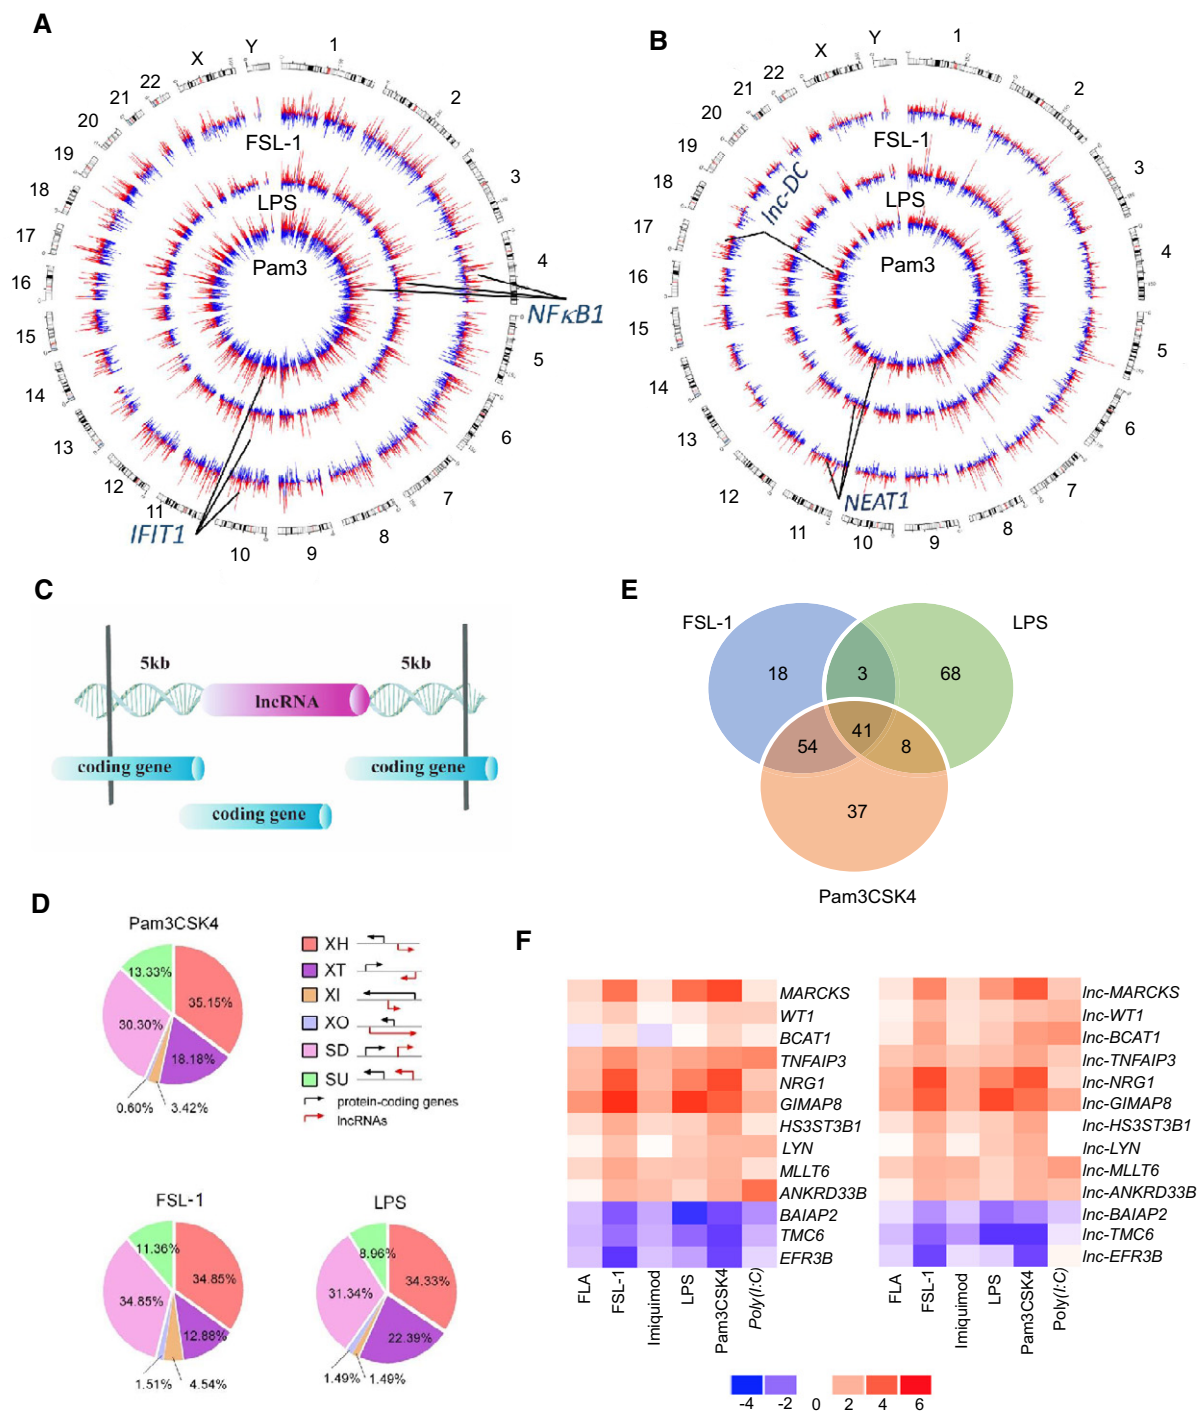 A
Y
1
2
3
4
5
6
7
8
9
10
11
12
13
14
15
16
17
18
19
20
21
22
X
FSL-1
LPS
Pam3
NFκB1
IFIT1
B
Y
1
2
3
4
5
6
7
8
9
10
11
12
13
14
15
16
17
18
19
20
21
22
X
FSL-1
LPS
Pam3
lnc-DC
NEAT1
C
5kb
5kb
lncRNA
coding gene
coding gene
coding gene
E
FSL-1
LPS
18
3
68
41
54
8
37
Pam3CSK4
D
Pam3CSK4
13.33%
35.15%
30.30%
18.18%
0.60%
3.42%
XH
XT
XI
XO
SD
SU
protein-coding genes
lncRNAs
FSL-1
11.36%
34.85%
34.85%
12.88%
1.51%
4.54%
LPS
8.96%
34.33%
31.34%
22.39%
1.49%
1.49%
F
MARCKS
WT1
BCAT1
TNFAIP3
NRG1
GIMAP8
HS3ST3B1
LYN
MLLT6
ANKRD33B
BAIAP2
TMC6
EFR3B
FLA
FSL-1
Imiquimod
LPS
Pam3CSK4
Poly(I:C)
lnc-MARCKS
lnc-WT1
lnc-BCAT1
lnc-TNFAIP3
lnc-NRG1
lnc-GIMAP8
lnc-HS3ST3B1
lnc-LYN
lnc-MLLT6
lnc-ANKRD33B
lnc-BAIAP2
lnc-TMC6
lnc-EFR3B
FLA
FSL-1
Imiquimod
LPS
Pam3CSK4
Poly(I:C)
-4 -2 0 2 4 6